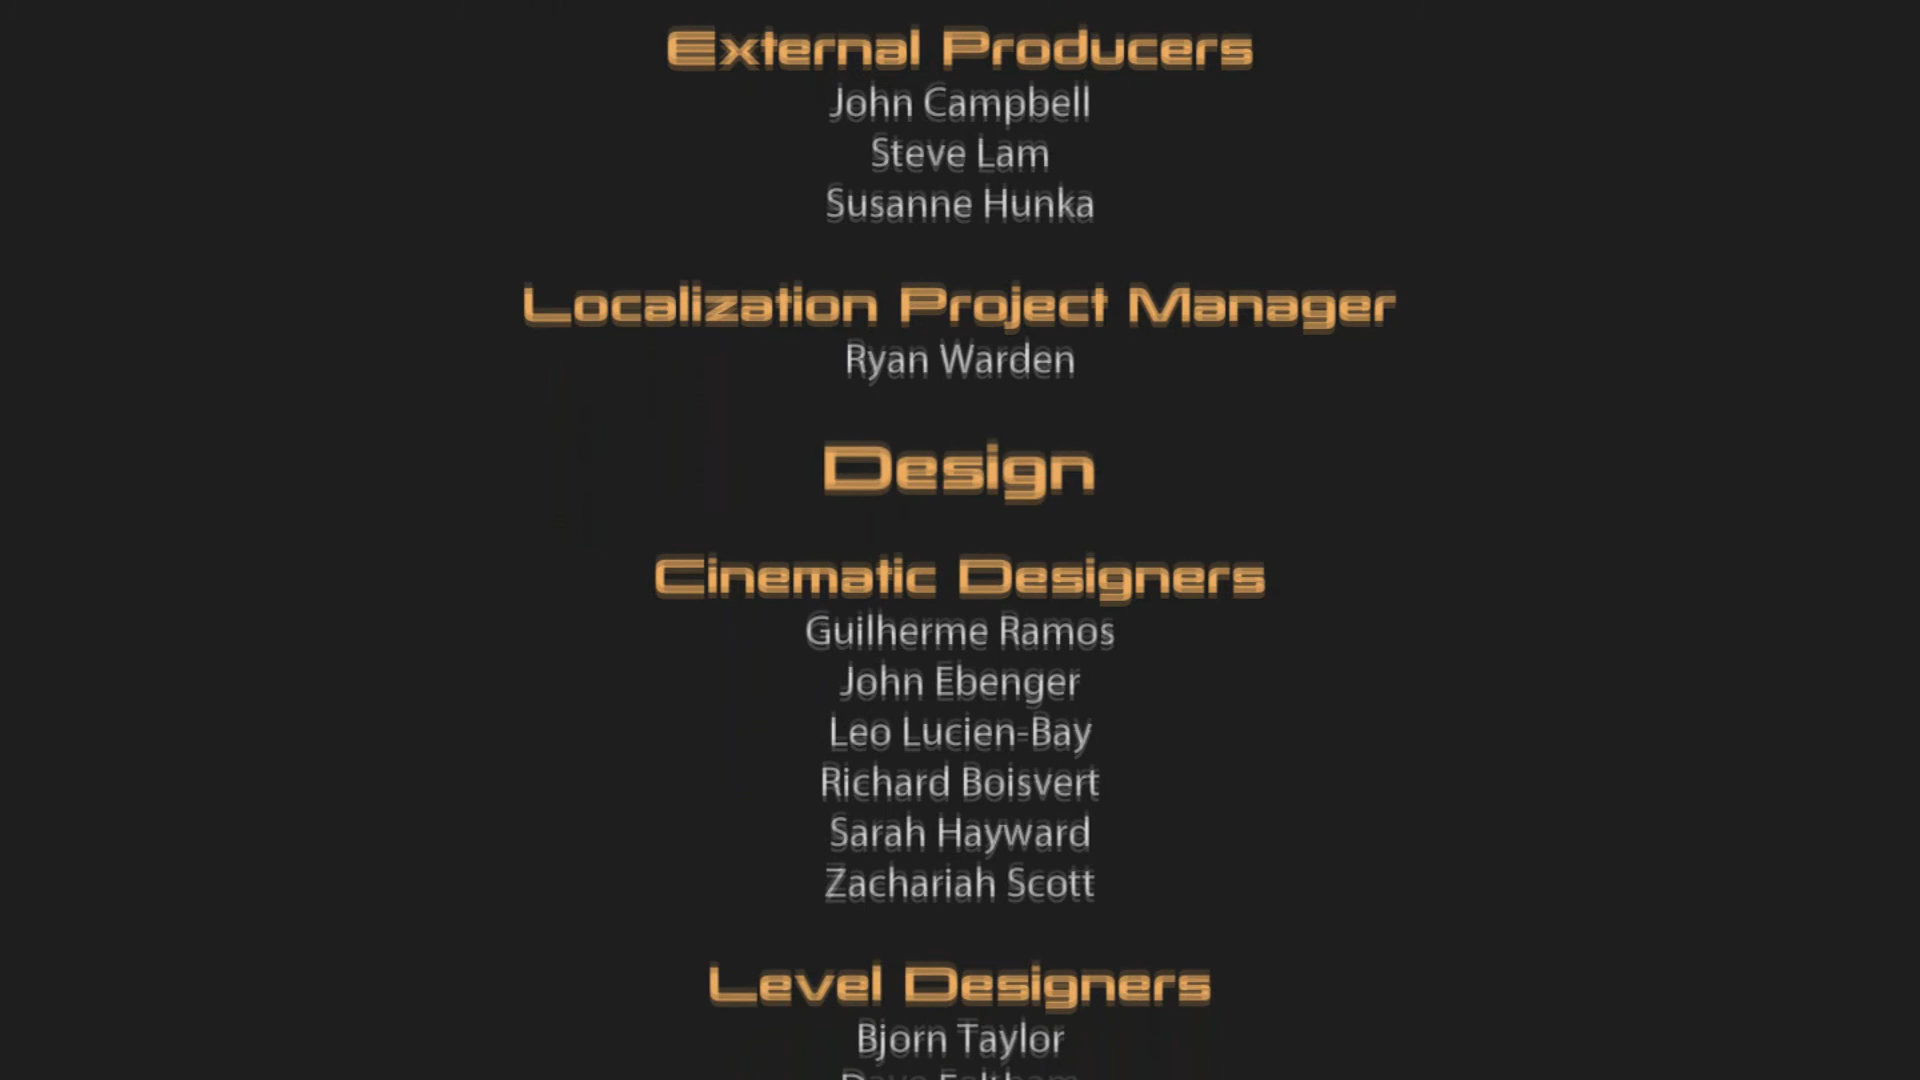 External Producers
John Campbell
Steve Lam
Susanne Hunka
Localization Project Manager
Ryan Warden
Design
Cinematic Designers
Guilherme Ramos
John Ebenger
Leo Lucien-Bay
Richard Boisvert
Sarah Hayward
Zachariah Scott
Level Designers
Bjorn Taylor